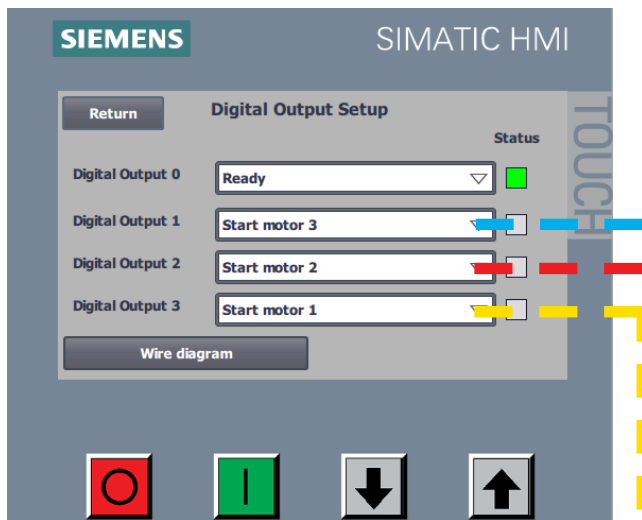 SIEMENS
SIMATIC HMI
TOUCH
Return
Digital Output Setup
Status
Digital Output 0
Ready
Digital Output 1
Start motor 3
Digital Output 2
Start motor 2
Digital Output 3
Start motor 1
Wire diagram